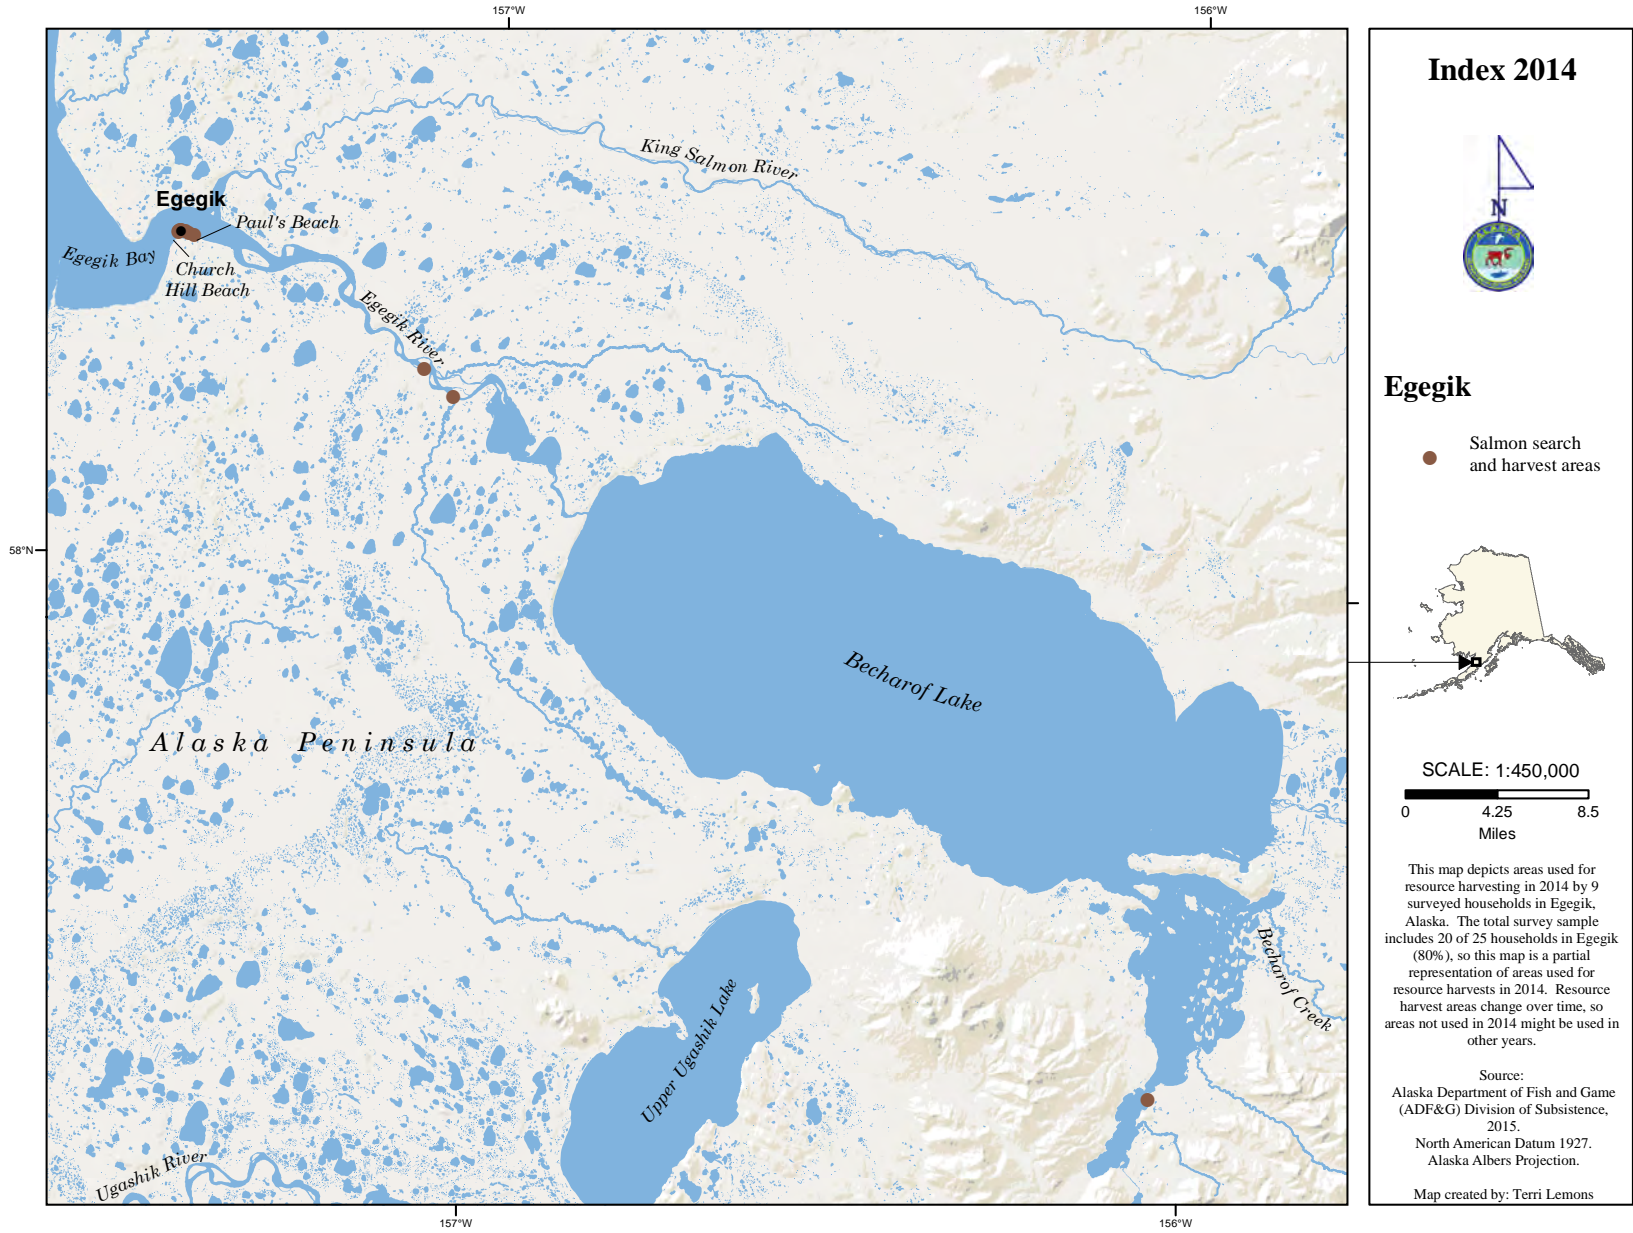 157°W
156°W
King Salmon River
Egegik
Paul's Beach
Egegik Bay
Church
Hill Beach
Egegik River
58°N
Becharof Lake
Alaska Peninsula
Becharof Creek
Upper Ugashik Lake
Ugashik River
157°W
156°W
Index 2014
N
ALASKA
Egegik
Salmon search
and harvest areas
SCALE: 1:450,000
0 4.25 8.5
Miles
This map depicts areas used for
resource harvesting in 2014 by 9
surveyed households in Egegik,
Alaska. The total survey sample
includes 20 of 25 households in Egegik
(80%), so this map is a partial
representation of areas used for
resource harvests in 2014. Resource
harvest areas change over time, so
areas not used in 2014 might be used in
other years.
Source:
Alaska Department of Fish and Game
(ADF&G) Division of Subsistence,
2015.
North American Datum 1927.
Alaska Albers Projection.
Map created by: Terri Lemons